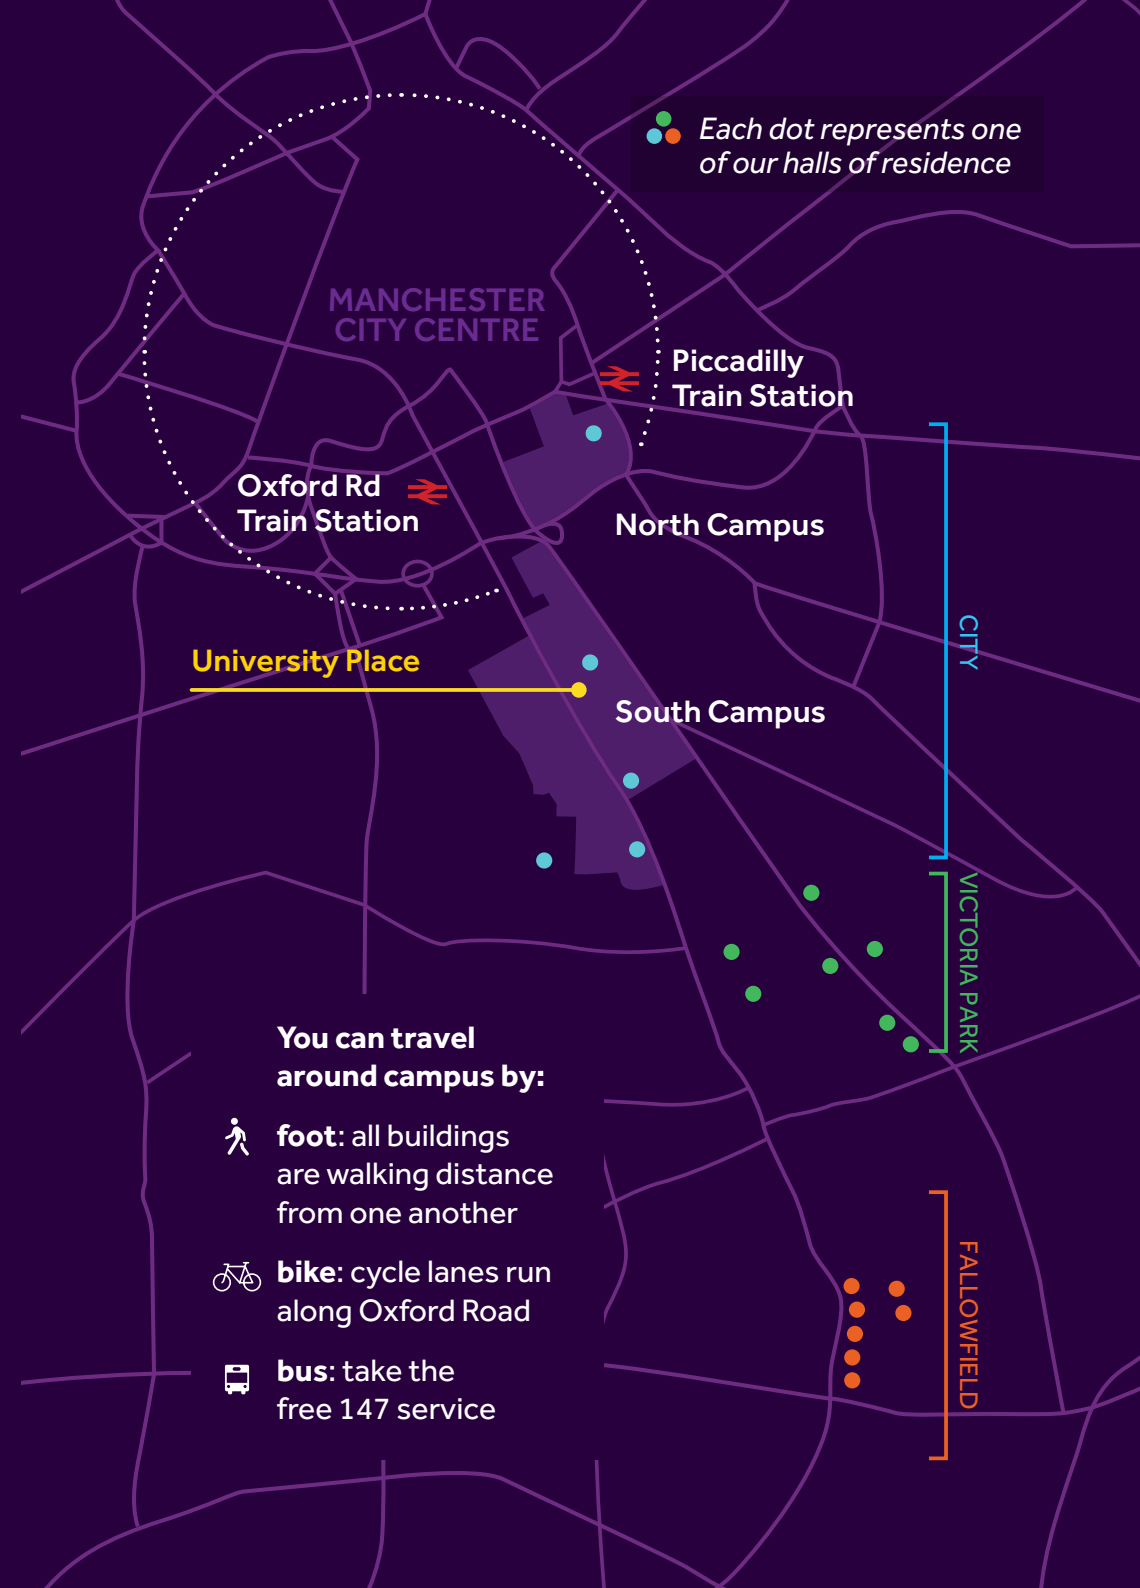 Each dot represents one
of our halls of residence
MANCHESTER
CITY CENTRE
Piccadilly
Train Station
Oxford Rd
Train Station
North Campus
CITY
University Place
South Campus
VICTORIA PARK
You can travel
around campus by:
foot: all buildings
are walking distance
from one another
bike: cycle lanes run
along Oxford Road
bus: take the
free 147 service
FALLOWFIELD